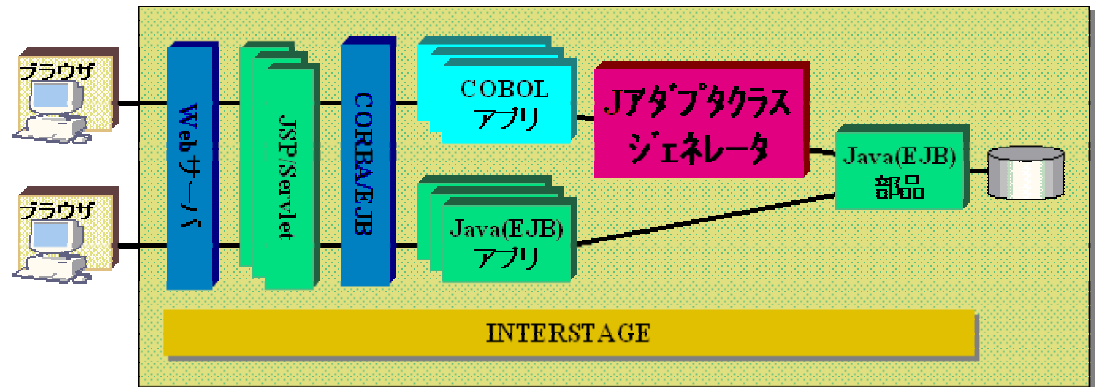 ブラウザ
Webサーバ
JSP/Servlet
CORBA/EJB
COBOL
アプリ
Jアダプタクラス
ジェネレータ
Java(EJB)
部品
ブラウザ
Java(EJB)
アプリ
INTERSTAGE